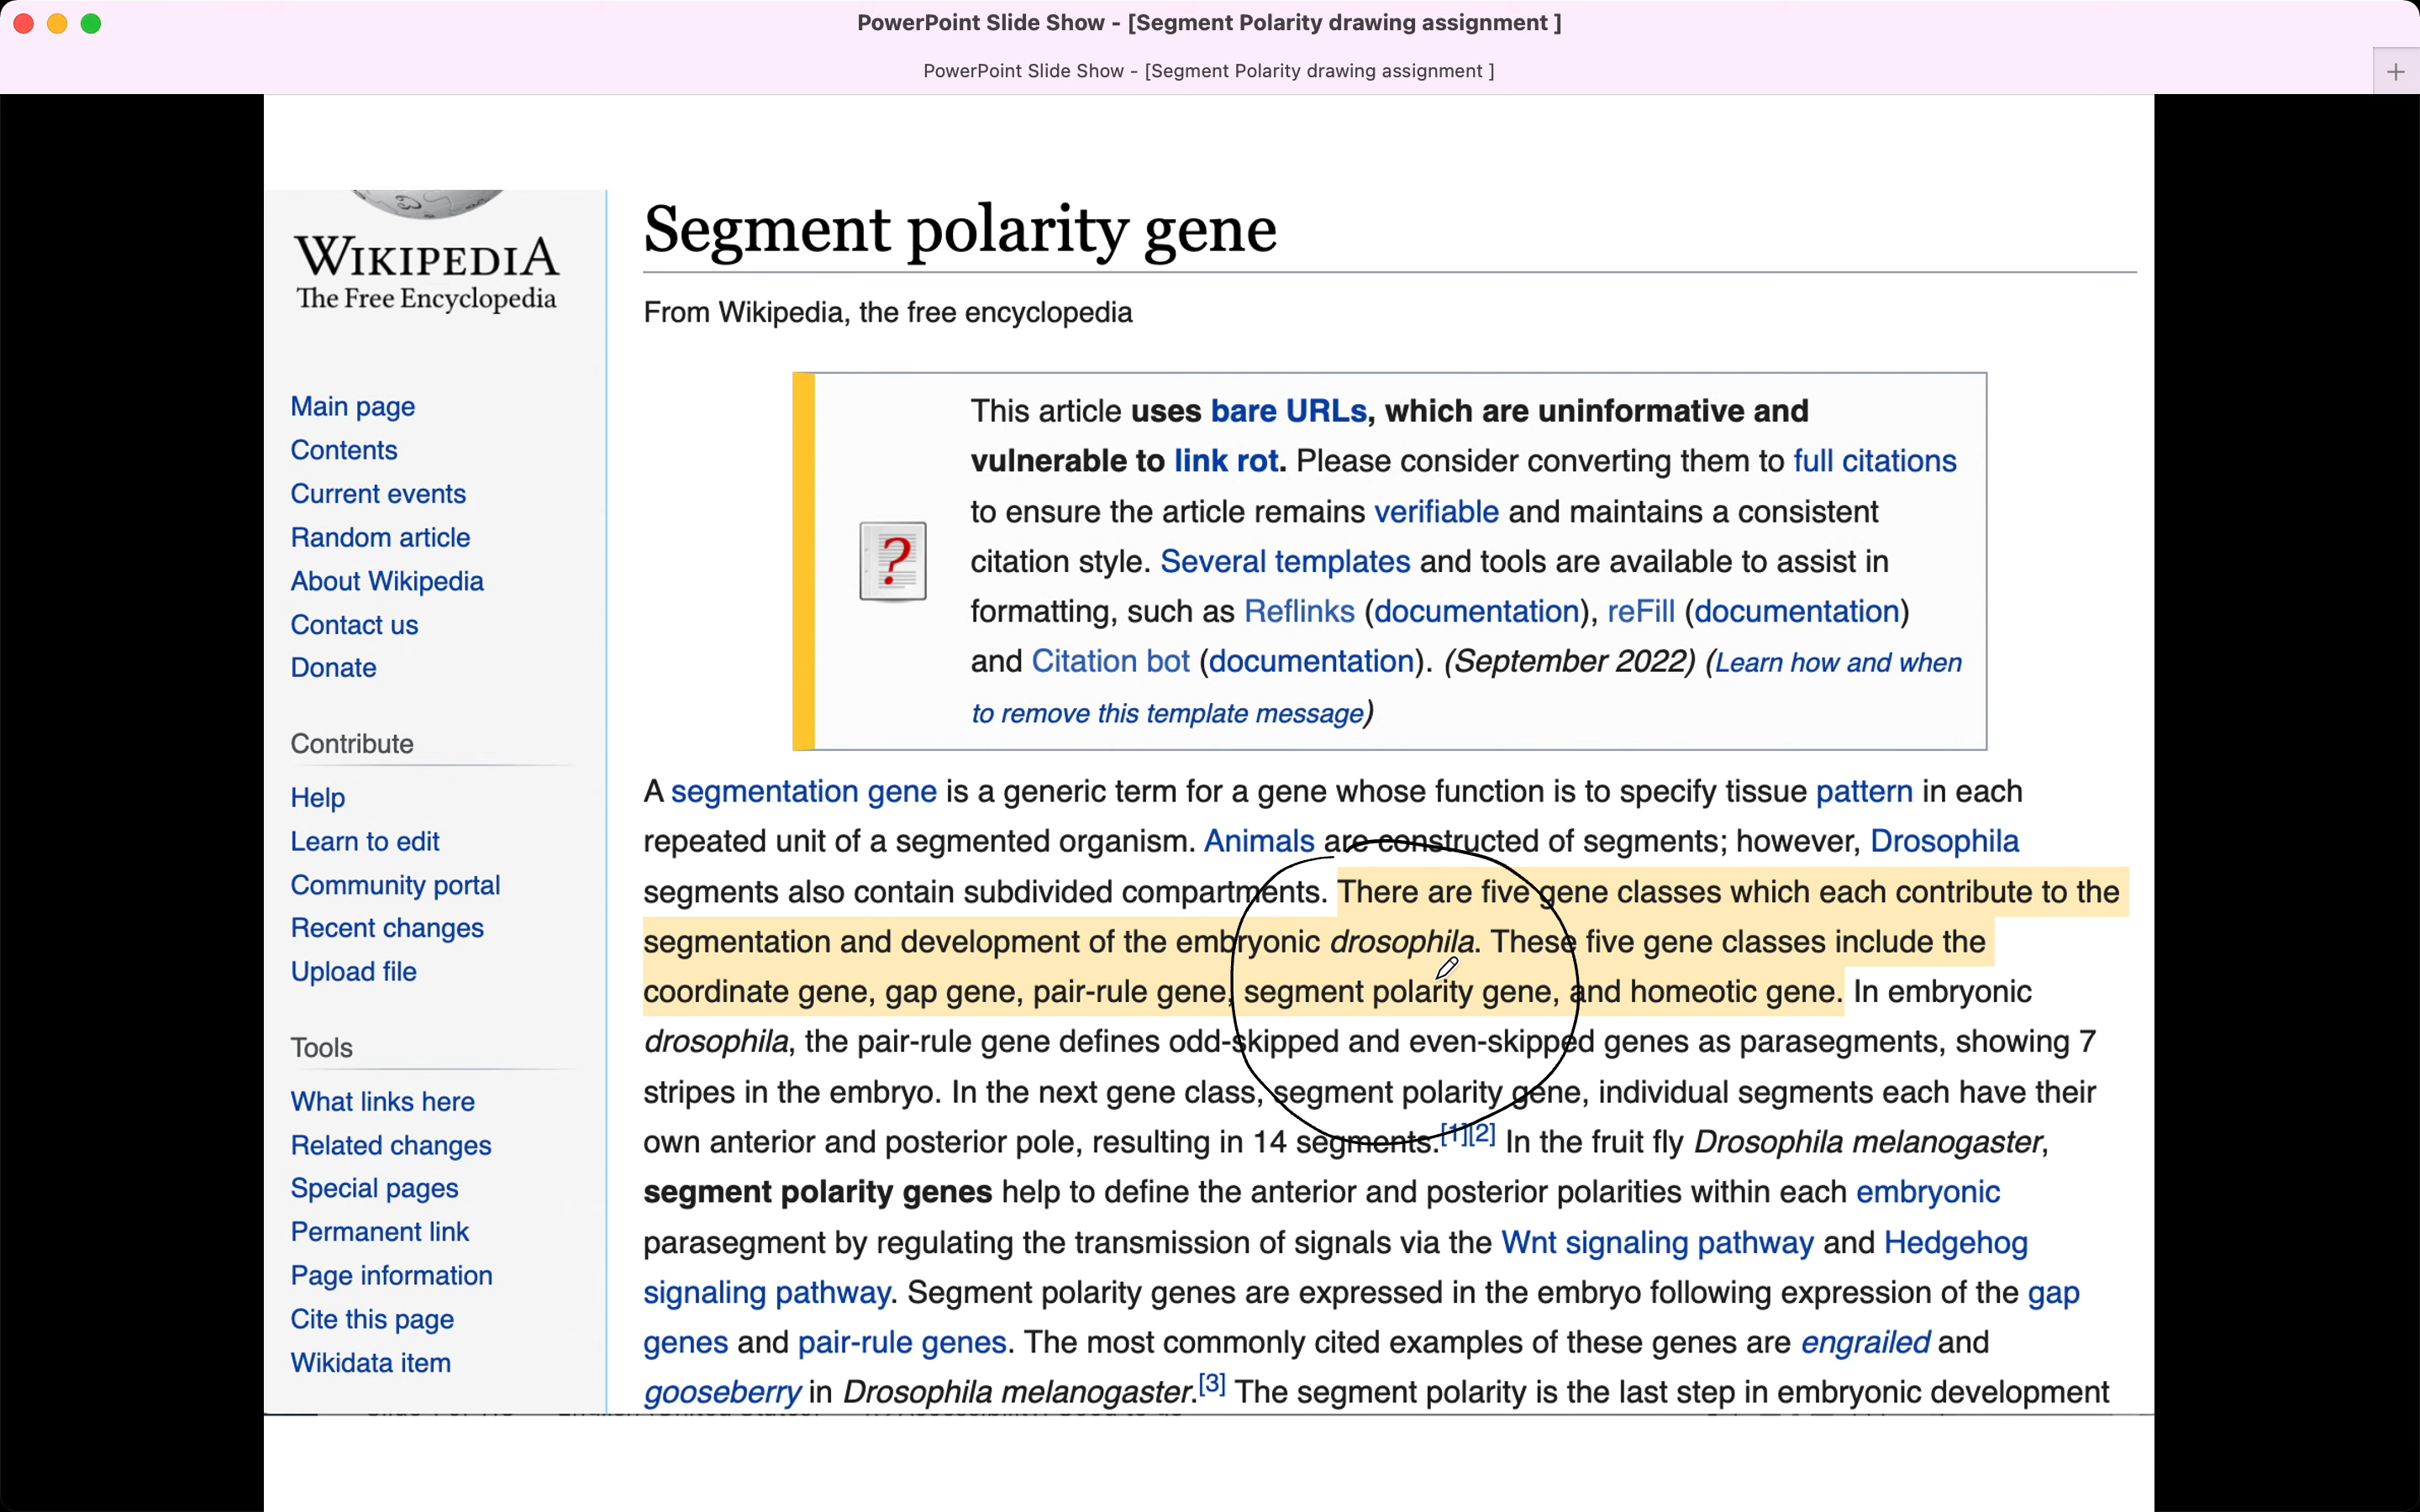 PowerPoint Slide Show - [Segment Polarity drawing assignment ]
PowerPoint Slide Show - [Segment Polarity drawing assignment ]
WIKIPEDIA
The Free Encyclopedia
Main page
Contents
Current events
Random article
About Wikipedia
Contact us
Donate
Contribute
Help
Learn to edit
Community portal
Recent changes
Upload file
Tools
What links here
Related changes
Special pages
Permanent link
Page information
Cite this page
Wikidata item
Segment polarity gene
From Wikipedia, the free encyclopedia
This article uses bare URLs, which are uninformative and
vulnerable to link rot. Please consider converting them to full citations
to ensure the article remains verifiable and maintains a consistent
citation style. Several templates and tools are available to assist in
formatting, such as Reflinks (documentation), reFill (documentation)
and Citation bot (documentation). (September 2022) (Learn how and when
to remove this template message)
A segmentation gene is a generic term for a gene whose function is to specify tissue pattern in each
repeated unit of a segmented organism. Animals are constructed of segments; however, Drosophila
segments also contain subdivided compartments. There are five gene classes which each contribute to the
segmentation and development of the embryonic drosophila. These five gene classes include the
coordinate gene, gap gene, pair-rule gene, segment polarity gene, and homeotic gene. In embryonic
drosophila, the pair-rule gene defines odd-skipped and even-skipped genes as parasegments, showing 7
stripes in the embryo. In the next gene class, segment polarity gene, individual segments each have their
own anterior and posterior pole, resulting in 14 segments.[1][2] In the fruit fly Drosophila melanogaster,
segment polarity genes help to define the anterior and posterior polarities within each embryonic
parasegment by regulating the transmission of signals via the Wnt signaling pathway and Hedgehog
signaling pathway. Segment polarity genes are expressed in the embryo following expression of the gap
genes and pair-rule genes. The most commonly cited examples of these genes are engrailed and
gooseberry in Drosophila melanogaster.[3] The segment polarity is the last step in embryonic development